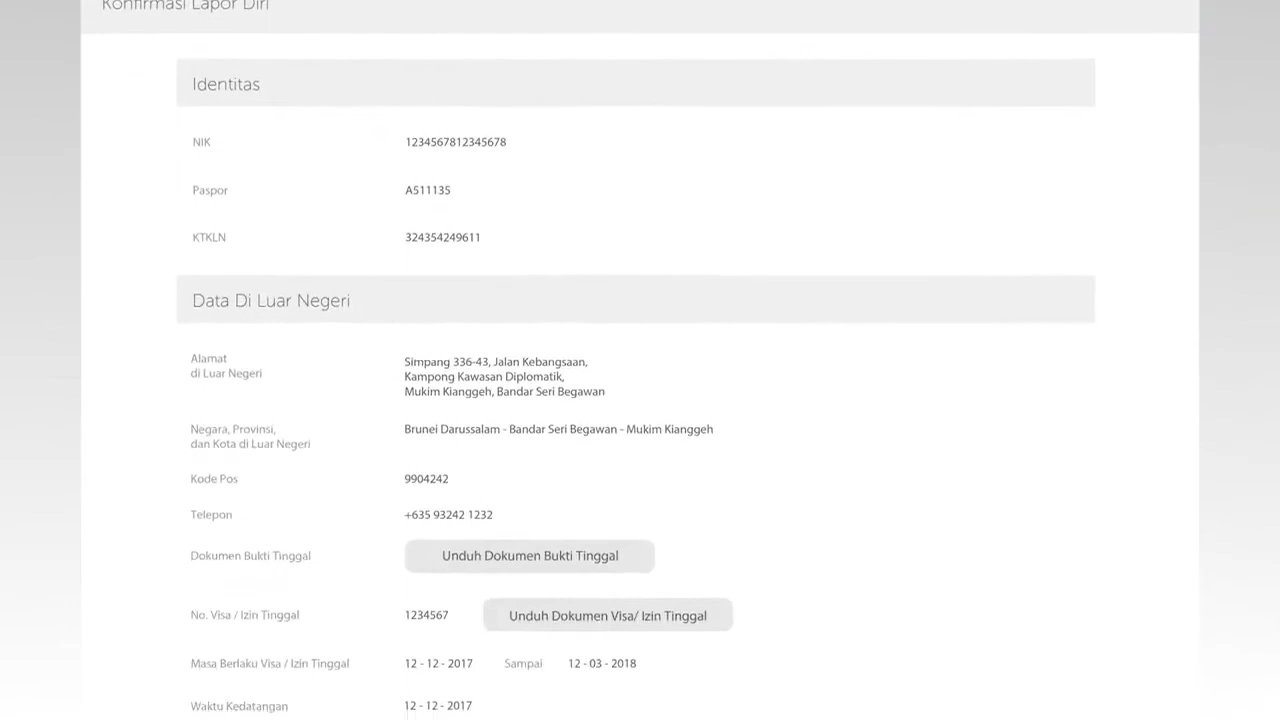 Konfirmasi Lapor Diri
Identitas
NIK 1234567812345678
Paspor A511135
KTKLN 324354249611
Data Di Luar Negeri
Alamat
di Luar Negeri
Simpang 336-43, Jalan Kebangsaan,
Kampong Kawasan Diplomatik,
Mukim Kianggeh, Bandar Seri Begawan
Negara, Provinsi,
dan Kota di Luar Negeri
Brunei Darussalam - Bandar Seri Begawan - Mukim Kianggeh
Kode Pos 9904242
Telepon +635 93242 1232
Dokumen Bukti Tinggal Unduh Dokumen Bukti Tinggal
No. Visa / Izin Tinggal 1234567 Unduh Dokumen Visa/ Izin Tinggal
Masa Berlaku Visa / Izin Tinggal 12 - 12 - 2017 Sampai 12 - 03 - 2018
Waktu Kedatangan 12 - 12 - 2017